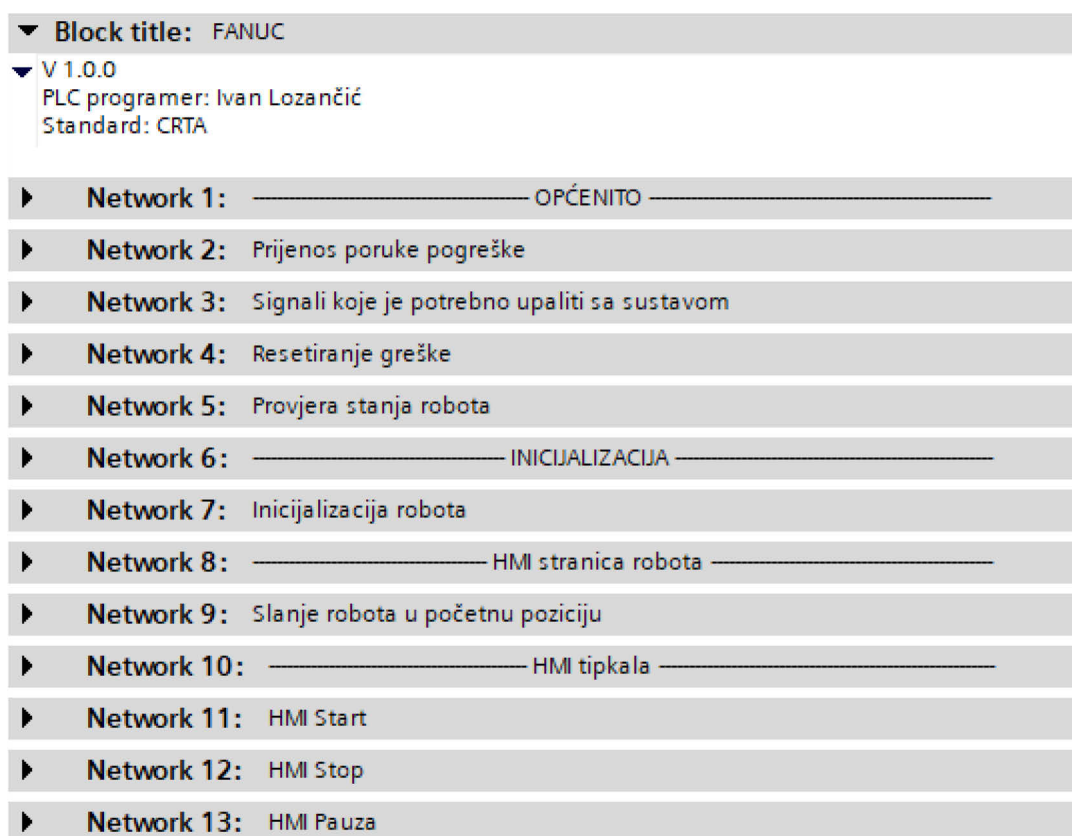 Block title: FANUC
V 1.0.0
PLC programer: Ivan Lozančić
Standard: CRTA
Network 1: OPĆENITO
Network 2: Prijenos poruke pogreške
Network 3: Signali koje je potrebno upaliti sa sustavom
Network 4: Resetiranje greške
Network 5: Provjera stanja robota
Network 6: INICIJALIZACIJA
Network 7: Inicijalizacija robota
Network 8: HMI stranica robota
Network 9: Slanje robota u početnu poziciju
Network 10: HMI tipkala
Network 11: HMI Start
Network 12: HMI Stop
Network 13: HMI Pauza